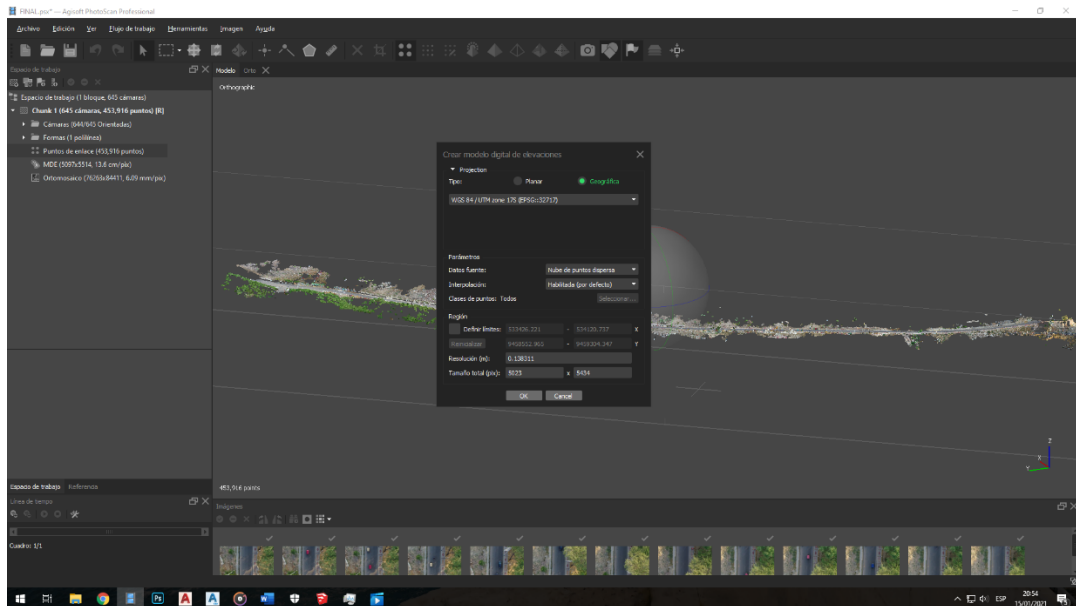 FINAL.psx* — Agisoft PhotoScan Professional
Archivo Edición Ver Flujo de trabajo Herramientas Imagen Ayuda
Espacio de trabajo
Modelo Orto
Espacio de trabajo (1 bloque, 645 cámaras)
Chunk 1 (645 cámaras, 453,916 puntos) [R]
Cámaras (644/645 Orientadas)
Formas (1 polilínea)
Puntos de enlace (453,916 puntos)
MDE (5997x5514, 13.6 cm/pix)
Ortomosaico (76263x84411, 6.09 mm/pix)
Orthographic
Crear modelo digital de elevaciones
Projection
Tipo: Planar Geográfica
WGS 84 / UTM zone 17S (EPSG::32717)
Parámetros
Datos fuente: Nube de puntos dispersa
Interpolación: Habilitada (por defecto)
Clases de puntos: Todos Seleccionar...
Región
Definir límites: - X
Reinicializar - Y
Resolución (m): 0.138311
Tamaño total (pix): 5023 x 5434
OK Cancel
Z
X
Y
453,916 points
Espacio de trabajo Referencia
Línea de tiempo
Cuadro: 1/1
Imágenes
ESP
20:54
15/01/2021